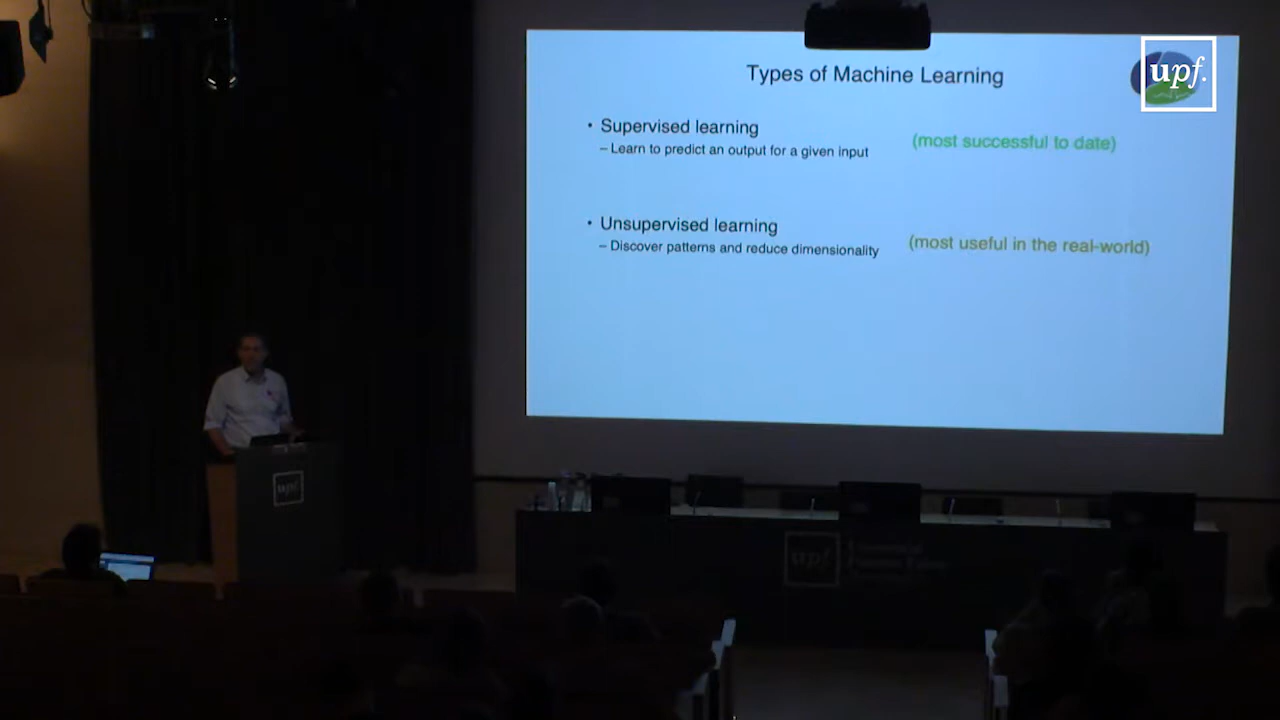 Types of Machine Learning
upf.
• Supervised learning
– Learn to predict an output for a given input
(most successful to date)
• Unsupervised learning
– Discover patterns and reduce dimensionality
(most useful in the real-world)
upf.
upf.